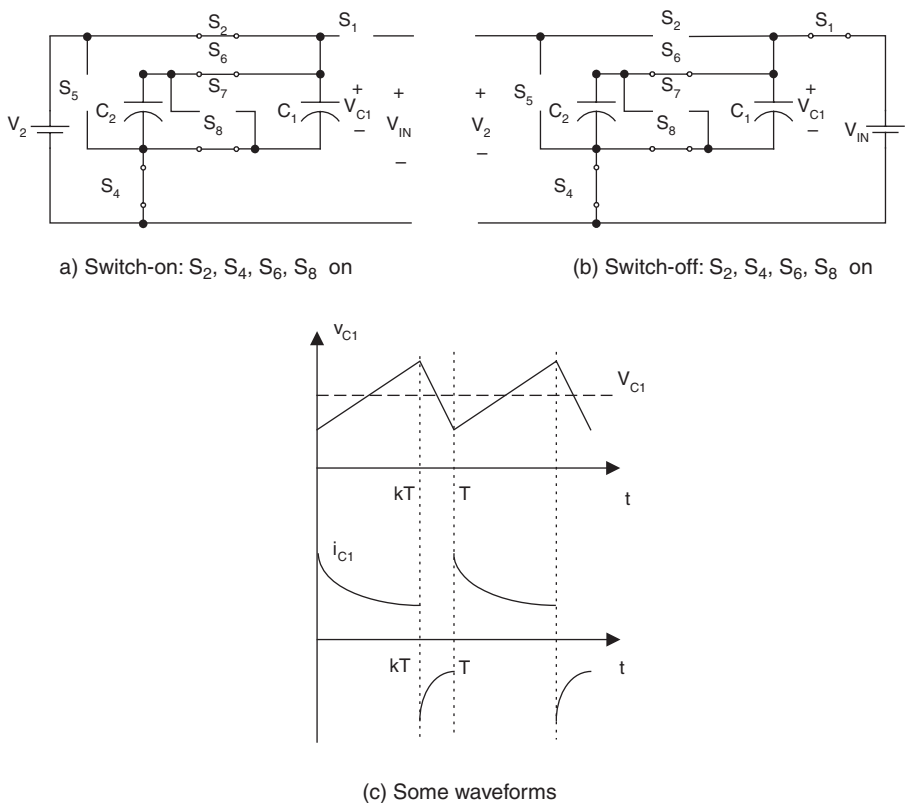 S2 S1
S6
S5 S7
C2 S8 C1
+
VC1
–
+
VIN
–
V2
S4
a) Switch-on: S2, S4, S6, S8 on
S2 S1
S6
S5 S7
+
V2
–
C2 S8 C1
+
VC1
–
VIN
S4
(b) Switch-off: S2, S4, S6, S8 on
vC1
VC1
kT T t
iC1
kT T t
(c) Some waveforms